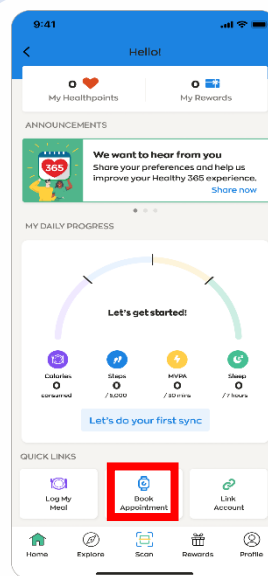 9:41
Hello!
0
0
My Healthpoints
My Rewards
ANNOUNCEMENTS
365
We want to hear from you
Share your preferences and help us
improve your Healthy 365 experience.
Share now
MY DAILY PROGRESS
Let's get started!
Calories Steps MVPA Sleep
0 0 0 0
consumed / 5,000 / 20 mins / 7 hours
Let's do your first sync
QUICK LINKS
Log My Book Link
Meal Appointment Account
Home Explore Scan Rewards Profile